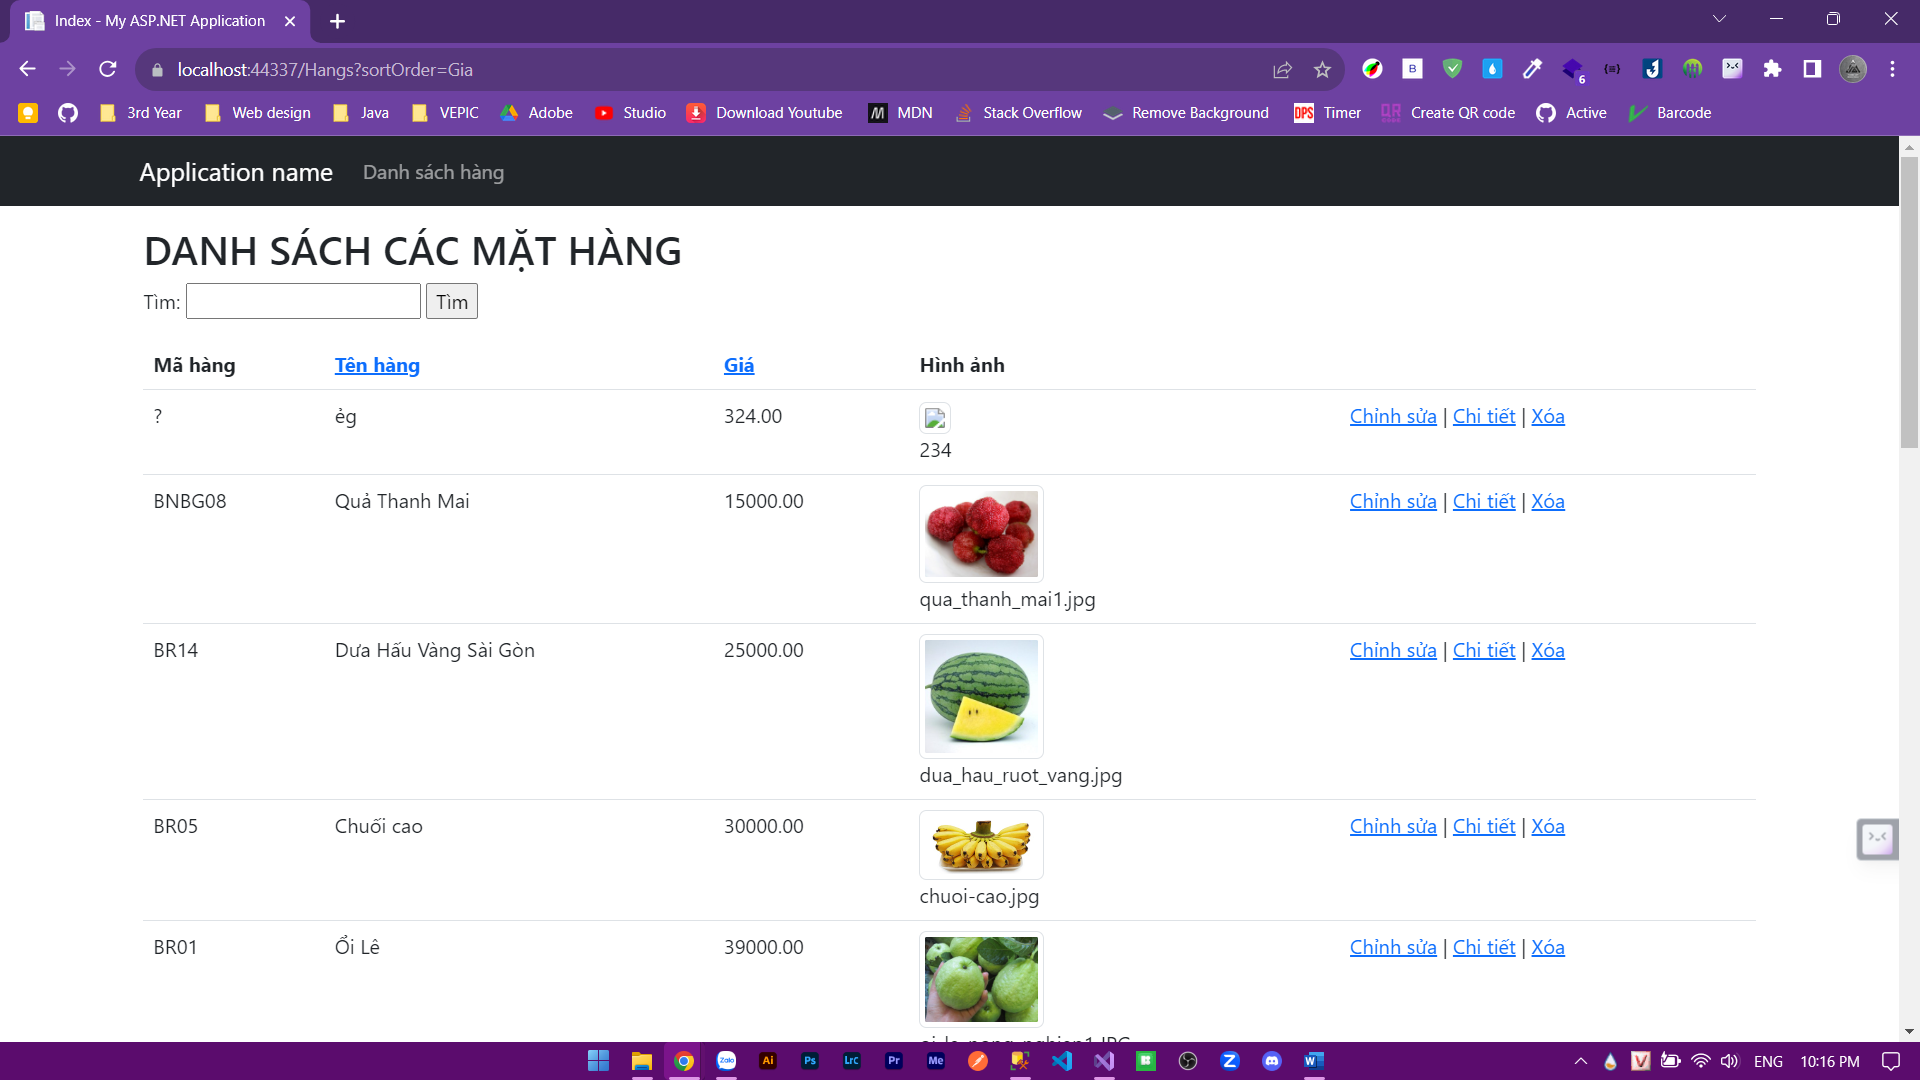 Index - My ASP.NET Application
localhost:44337/Hangs?sortOrder=Gia
3rd Year Web design Java VEPIC Adobe Studio Download Youtube MDN Stack Overflow Remove Background Timer Create QR code Active Barcode
Application name Danh sách hàng
DANH SÁCH CÁC MẶT HÀNG
Tìm: Tìm
Mã hàng Tên hàng Giá Hình ảnh
? ẻg 324.00 Chỉnh sửa | Chi tiết | Xóa
234
BNBG08 Quả Thanh Mai 15000.00 Chỉnh sửa | Chi tiết | Xóa
qua_thanh_mai1.jpg
BR14 Dưa Hấu Vàng Sài Gòn 25000.00 Chỉnh sửa | Chi tiết | Xóa
dua_hau_ruot_vang.jpg
BR05 Chuối cao 30000.00 Chỉnh sửa | Chi tiết | Xóa
chuoi-cao.jpg
BR01 Ổi Lê 39000.00 Chỉnh sửa | Chi tiết | Xóa
ENG 10:16 PM